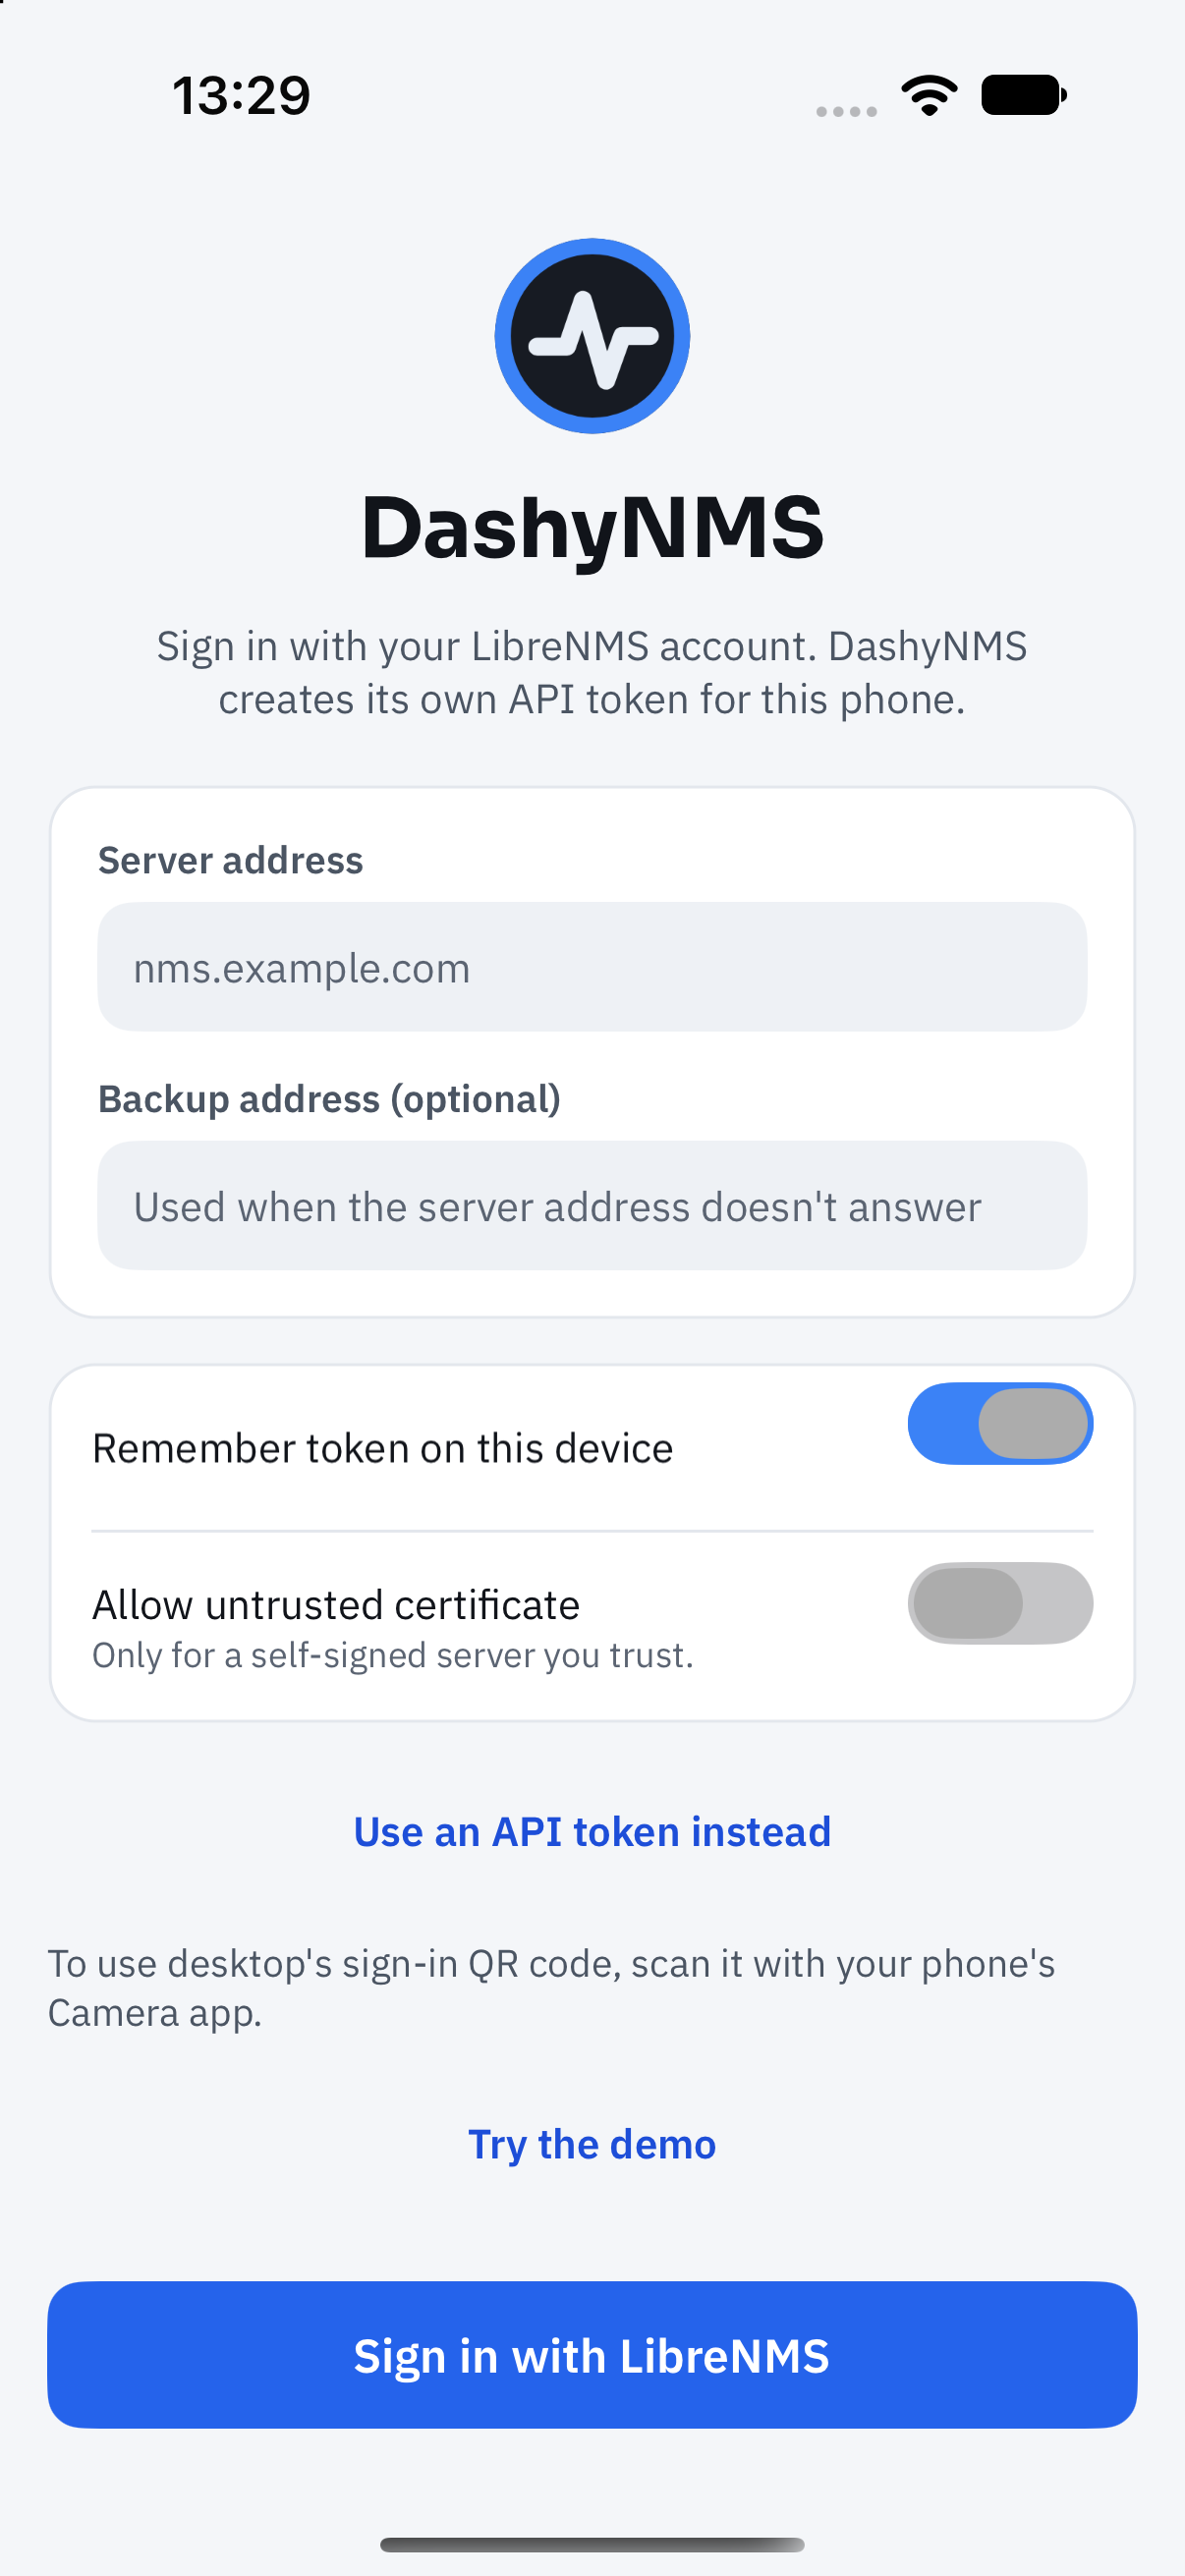 13:29
DashyNMS
Sign in with your LibreNMS account. DashyNMS
creates its own API token for this phone.
Server address
nms.example.com
Backup address (optional)
Used when the server address doesn't answer
Remember token on this device
Allow untrusted certificate
Only for a self-signed server you trust.
Use an API token instead
To use desktop's sign-in QR code, scan it with your phone's
Camera app.
Try the demo
Sign in with LibreNMS